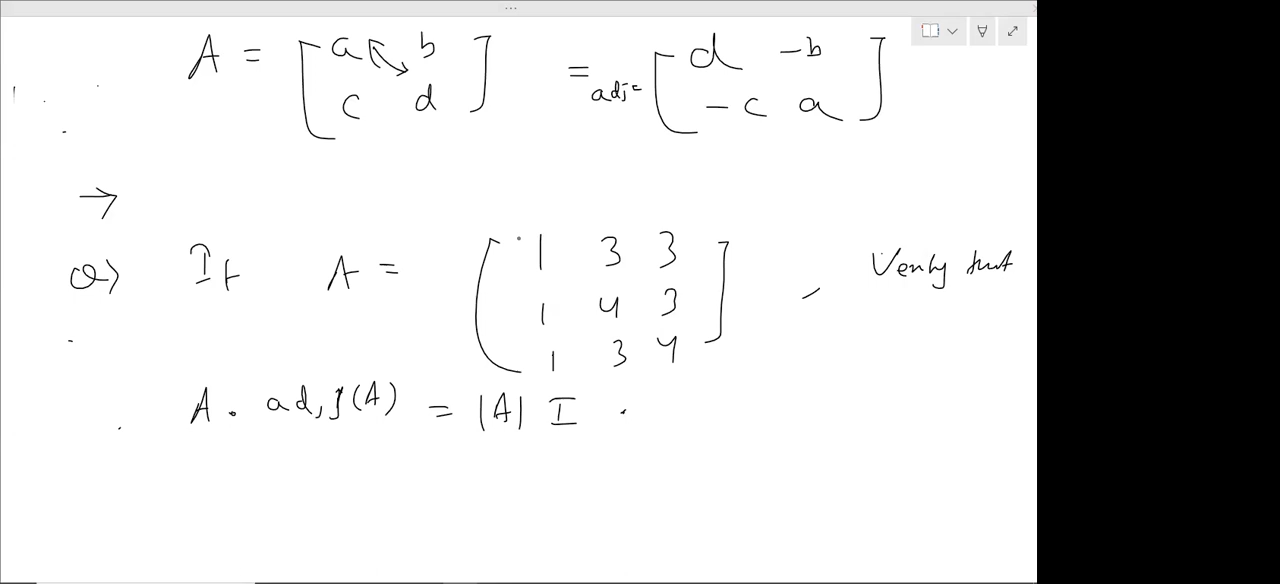 A = [ a b = adj= [ d -b
c d ] -c a ]
→
Q) If A = [ 1 3 3 , Verify that
1 4 3
1 3 4 ]
A . adj(A) = |A| I .